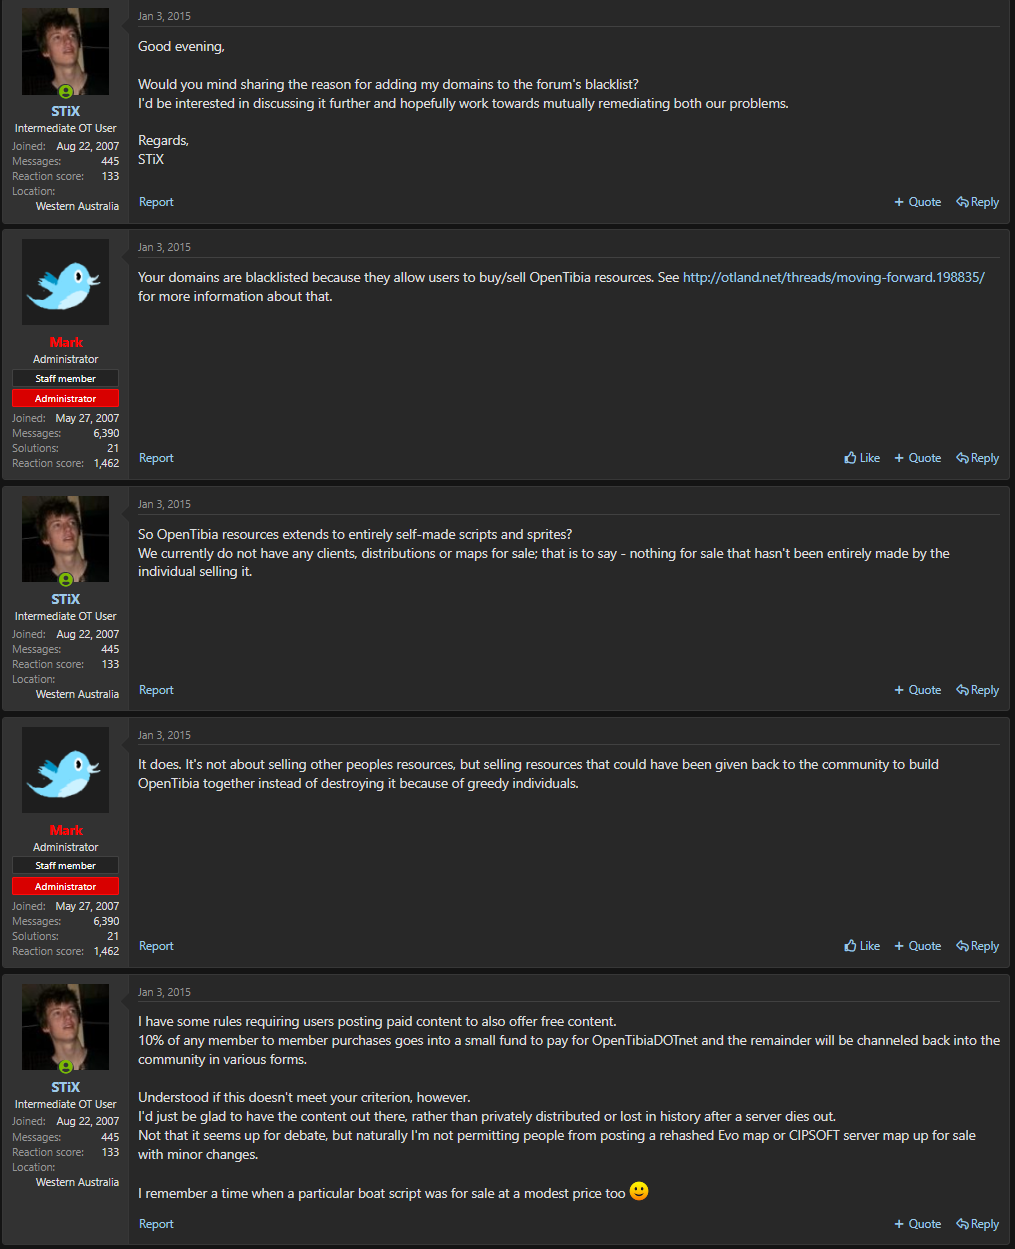 Jan 3, 2015
Good evening,
Would you mind sharing the reason for adding my domains to the forum's blacklist?
I'd be interested in discussing it further and hopefully work towards mutually remediating both our problems.
Regards,
STiX
STiX
Intermediate OT User
Joined: Aug 22, 2007
Messages: 445
Reaction score: 133
Location:
Western Australia
Report
+ Quote Reply
Jan 3, 2015
Your domains are blacklisted because they allow users to buy/sell OpenTibia resources. See http://otland.net/threads/moving-forward.198835/
for more information about that.
Mark
Administrator
Staff member
Administrator
Joined: May 27, 2007
Messages: 6,390
Solutions: 21
Reaction score: 1,462
Report
Like + Quote Reply
Jan 3, 2015
So OpenTibia resources extends to entirely self-made scripts and sprites?
We currently do not have any clients, distributions or maps for sale; that is to say - nothing for sale that hasn't been entirely made by the
individual selling it.
STiX
Intermediate OT User
Joined: Aug 22, 2007
Messages: 445
Reaction score: 133
Location:
Western Australia
Report
+ Quote Reply
Jan 3, 2015
It does. It's not about selling other peoples resources, but selling resources that could have been given back to the community to build
OpenTibia together instead of destroying it because of greedy individuals.
Mark
Administrator
Staff member
Administrator
Joined: May 27, 2007
Messages: 6,390
Solutions: 21
Reaction score: 1,462
Report
Like + Quote Reply
Jan 3, 2015
I have some rules requiring users posting paid content to also offer free content.
10% of any member to member purchases goes into a small fund to pay for OpenTibiaDOTnet and the remainder will be channeled back into the
community in various forms.
Understood if this doesn't meet your criterion, however.
I'd just be glad to have the content out there, rather than privately distributed or lost in history after a server dies out.
Not that it seems up for debate, but naturally I'm not permitting people from posting a rehashed Evo map or CIPSOFT server map up for sale
with minor changes.
I remember a time when a particular boat script was for sale at a modest price too 🙂
STiX
Intermediate OT User
Joined: Aug 22, 2007
Messages: 445
Reaction score: 133
Location:
Western Australia
Report
+ Quote Reply